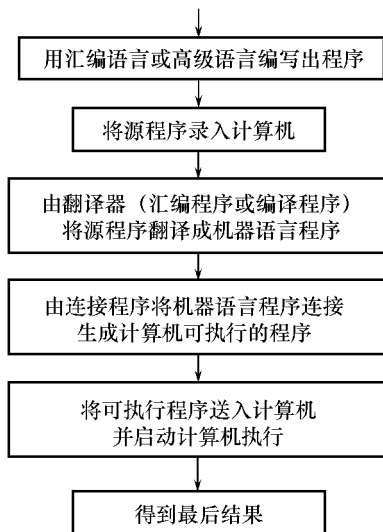 用汇编语言或高级语言编写出程序
将源程序录入计算机
由翻译器（汇编程序或编译程序）
将源程序翻译成机器语言程序
由连接程序将机器语言程序连接
生成计算机可执行的程序
将可执行程序送入计算机
并启动计算机执行
得到最后结果